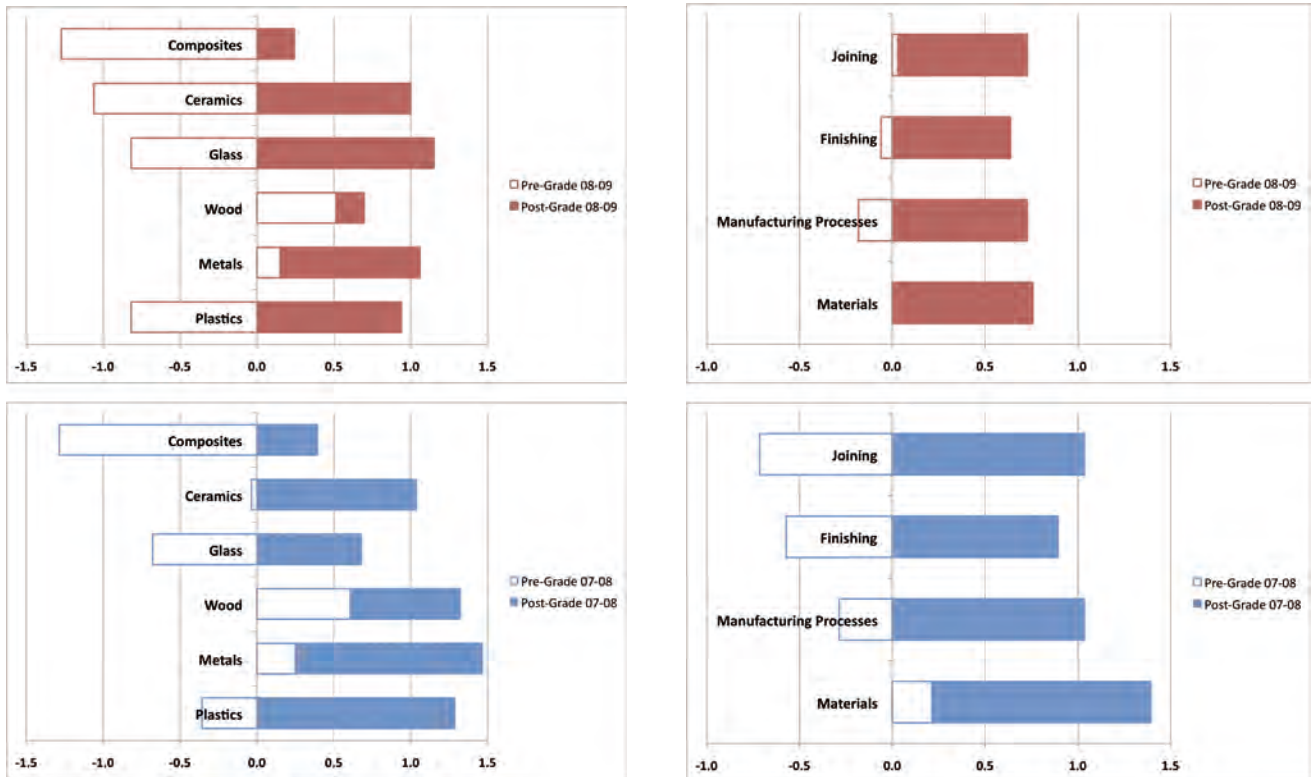 Composites
Ceramics
Glass
Wood
Metals
Plastics
-1.5 -1.0 -0.5 0.0 0.5 1.0 1.5
Pre-Grade 08-09
Post-Grade 08-09
Joining
Finishing
Manufacturing Processes
Materials
-1.0 -0.5 0.0 0.5 1.0 1.5
Pre-Grade 08-09
Post-Grade 08-09
Composites
Ceramics
Glass
Wood
Metals
Plastics
-1.5 -1.0 -0.5 0.0 0.5 1.0 1.5
Pre-Grade 07-08
Post-Grade 07-08
Joining
Finishing
Manufacturing Processes
Materials
-1.0 -0.5 0.0 0.5 1.0 1.5
Pre-Grade 07-08
Post-Grade 07-08